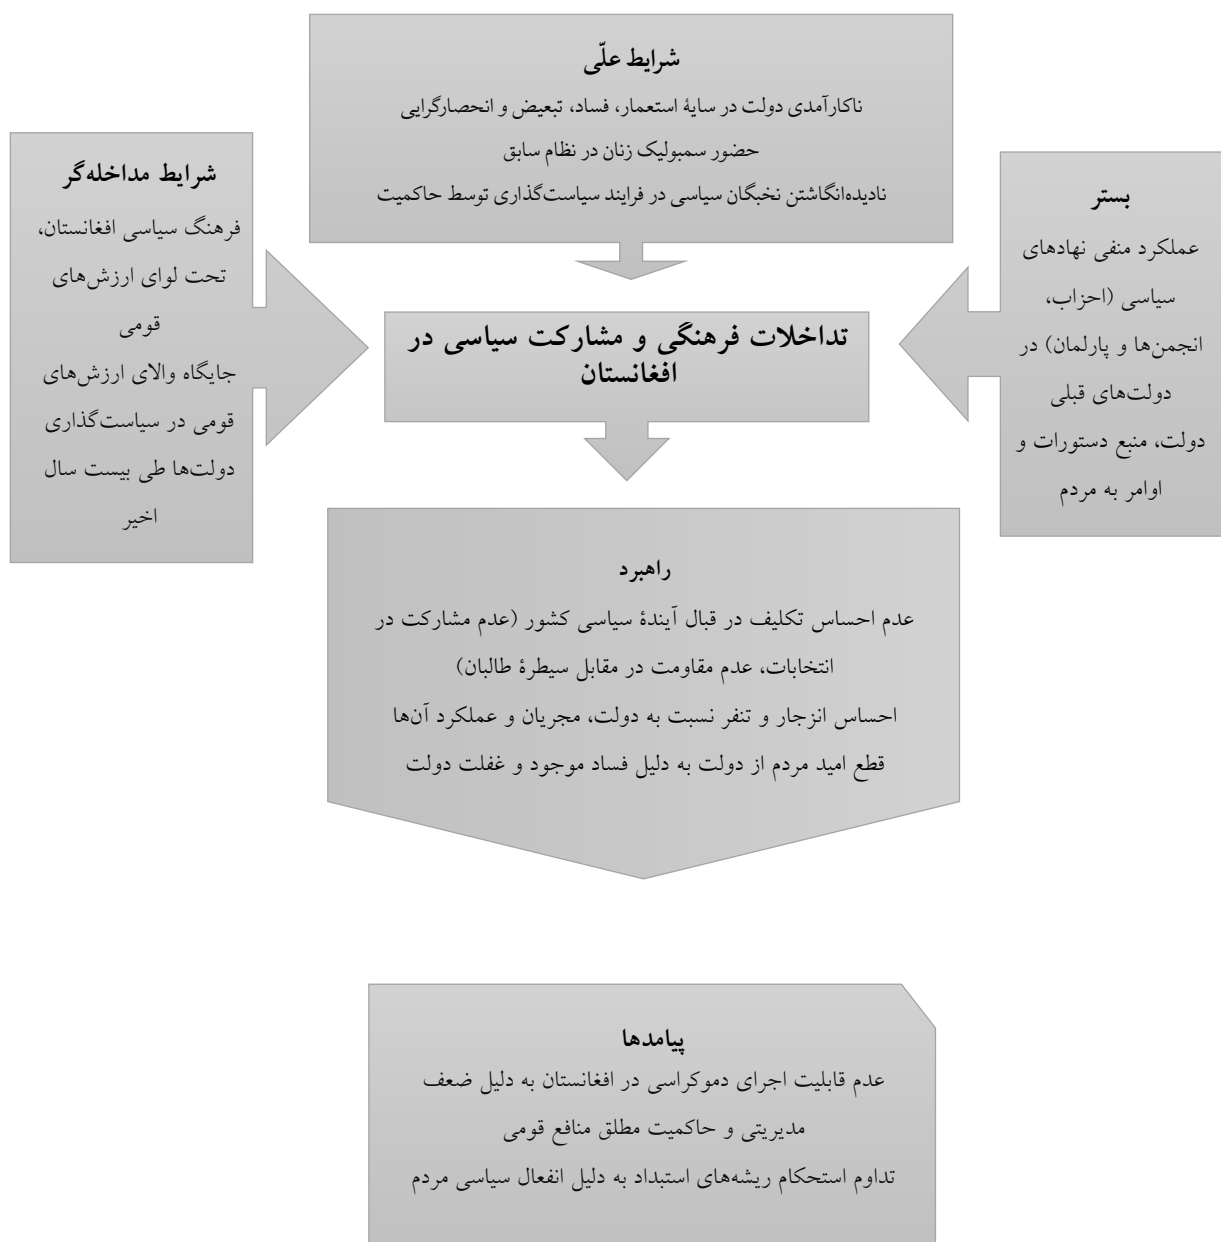 شرایط علّی
ناکارآمدی دولت در سایۀ استعمار، فساد، تبعیض و انحصارگرایی
حضور سمبولیک زنان در نظام سابق
نادیده‌انگاشتن نخبگان سیاسی در فرایند سیاست‌گذاری توسط حاکمیت
بستر
عملکرد منفی نهادهای
سیاسی (احزاب،
انجمن‌ها و پارلمان) در
دولت‌های قبلی
دولت، منبع دستورات و
اوامر به مردم
شرایط مداخله‌گر
فرهنگ سیاسی افغانستان،
تحت لوای ارزش‌های
قومی
جایگاه والای ارزش‌های
قومی در سیاست‌گذاری
دولت‌ها طی بیست سال
اخیر
تداخلات فرهنگی و مشارکت سیاسی در
افغانستان
راهبرد
عدم احساس تکلیف در قبال آیندۀ سیاسی کشور (عدم مشارکت در
انتخابات، عدم مقاومت در مقابل سیطرۀ طالبان)
احساس انزجار و تنفر نسبت به دولت، مجریان و عملکرد آن‌ها
قطع امید مردم از دولت به دلیل فساد موجود و غفلت دولت
پیامدها
عدم قابلیت اجرای دموکراسی در افغانستان به دلیل ضعف
مدیریتی و حاکمیت مطلق منافع قومی
تداوم استحکام ریشه‌های استبداد به دلیل انفعال سیاسی مردم